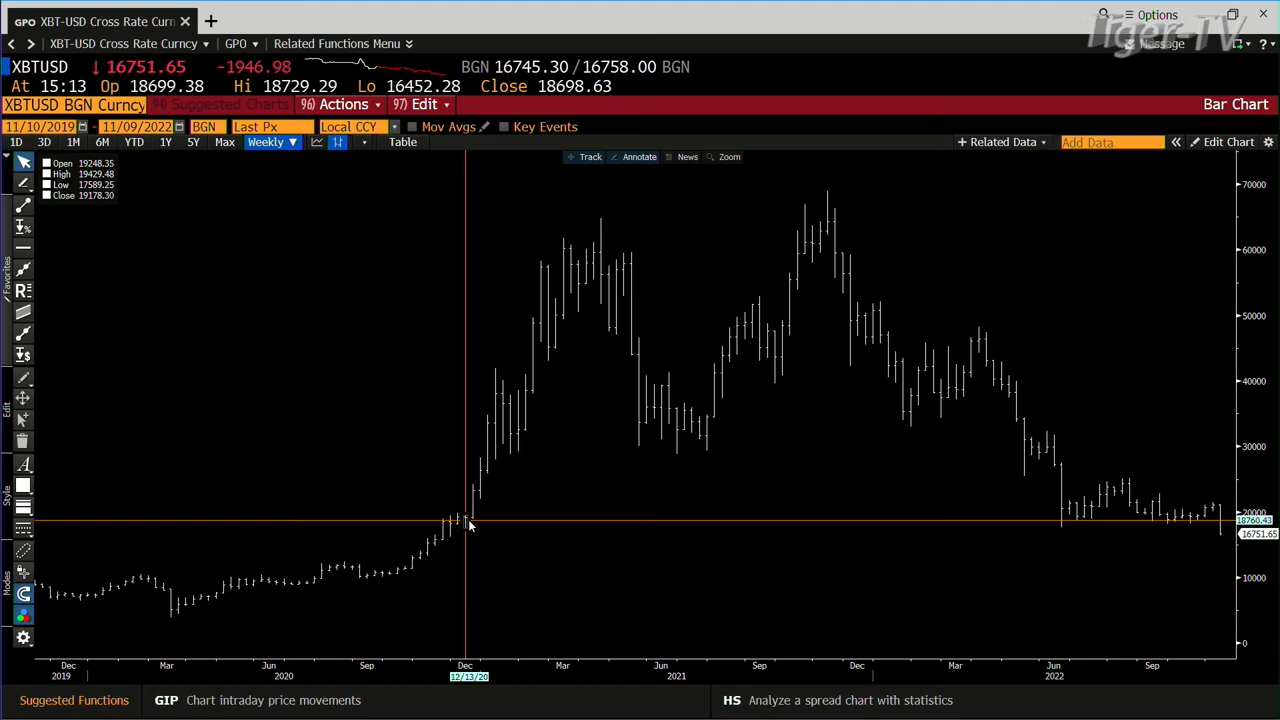 GPO XBT-USD Cross Rate Curn
Options
XBT-USD Cross Rate Curncy GPO Related Functions Menu Message
Tiger-TV
XBTUSD 16751.65 -1946.98 BGN 16745.30/16758.00 BGN
At 15:13 Op 18699.38 Hi 18729.29 Lo 16452.28 Close 18698.63
XBTUSD BGN Curncy 94) Suggested Charts 96) Actions 97) Edit Bar Chart
11/10/2019 - 11/09/2022 BGN Last Px Local CCY Mov Avgs Key Events
1D 3D 1M 6M YTD 1Y 5Y Max Weekly Table + Related Data Add Data Edit Chart
Track Annotate News Zoom
Open 19248.35
High 19429.48
Low 17589.25
Close 19178.30
Favorites
Edit
Style
Modes
70000
60000
50000
40000
30000
20000
18760.43
16751.65
10000
0
Dec Mar Jun Sep Dec Mar Jun Sep Dec Mar Jun Sep
2019 2020 12/13/20 2021 2022
Suggested Functions GIP Chart intraday price movements HS Analyze a spread chart with statistics